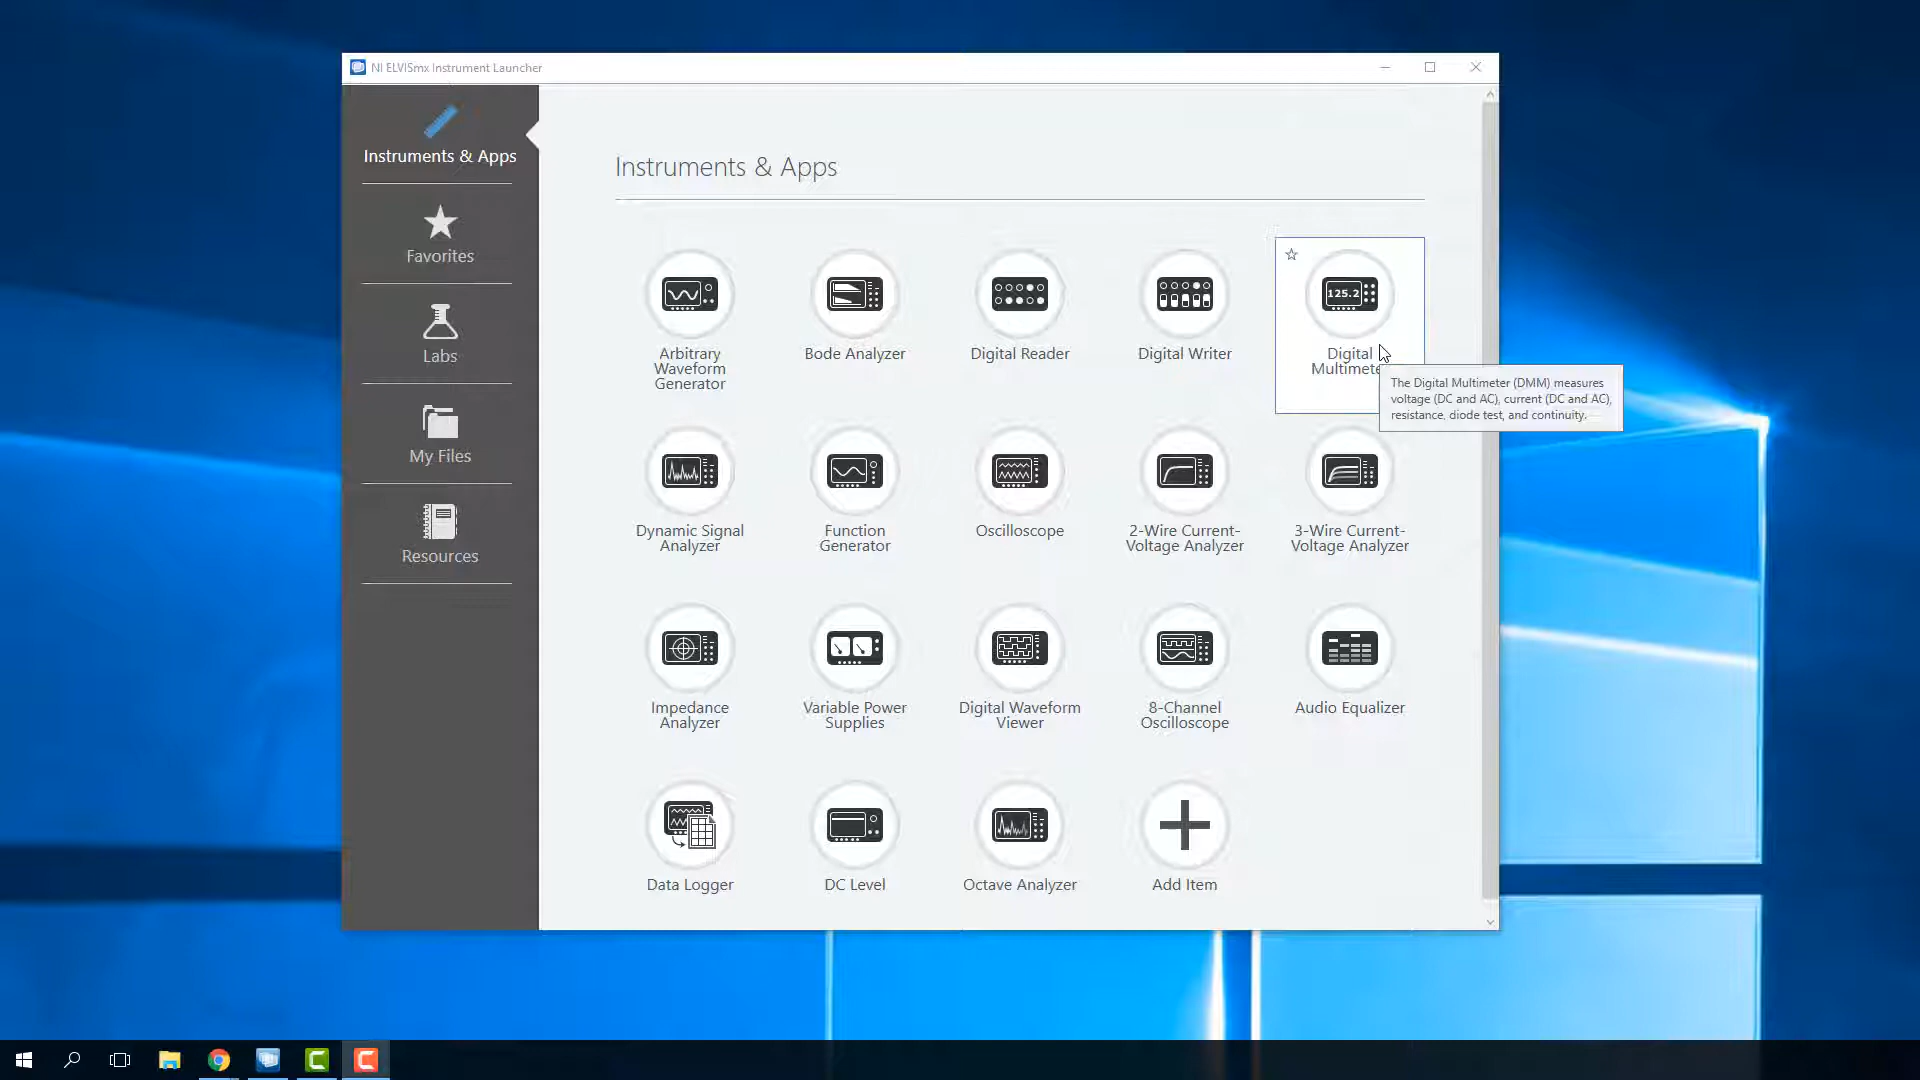 NI ELVISmx Instrument Launcher
Instruments & Apps
Favorites
Labs
My Files
Resources
Instruments & Apps
Arbitrary
Waveform
Generator
Bode Analyzer
Digital Reader
Digital Writer
125.2
Digital
Multimete
The Digital Multimeter (DMM) measures
voltage (DC and AC), current (DC and AC),
resistance, diode test, and continuity.
Dynamic Signal
Analyzer
Function
Generator
Oscilloscope
2-Wire Current-
Voltage Analyzer
3-Wire Current-
Voltage Analyzer
Impedance
Analyzer
Variable Power
Supplies
Digital Waveform
Viewer
8-Channel
Oscilloscope
Audio Equalizer
Data Logger
DC Level
Octave Analyzer
Add Item